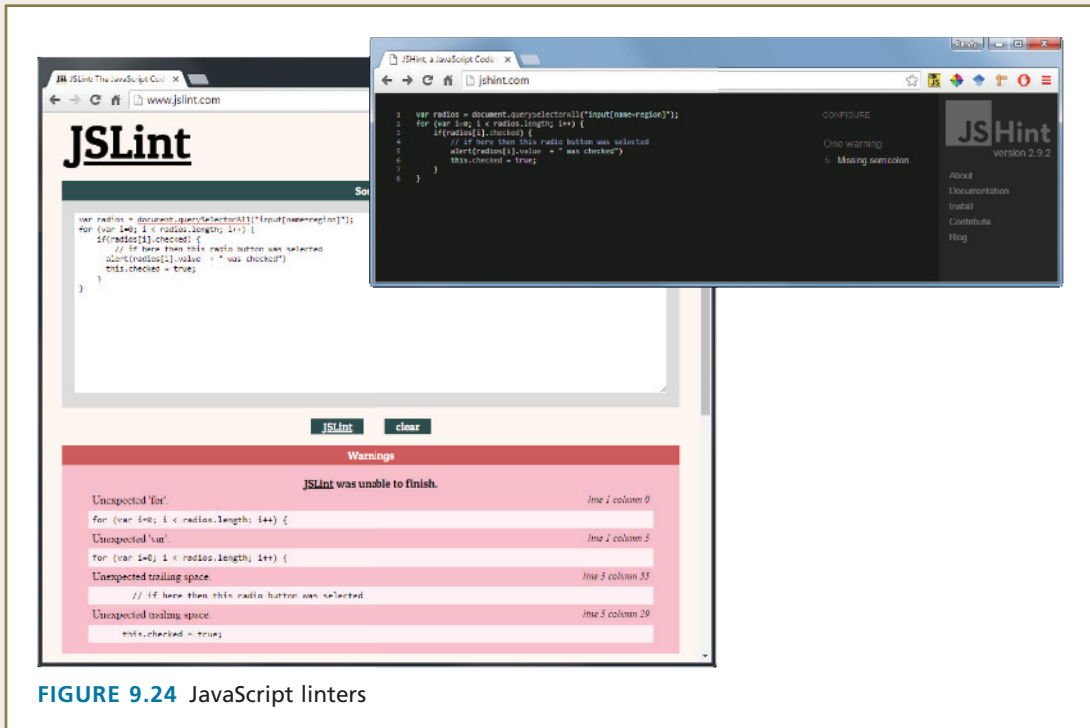 JSLint: The JavaScript Cod
www.jslint.com
JSLint
Sou
var radios = document.querySelectorAll("input[name=region]");
for (var i=0; i < radios.length; i++) {
if(radios[i].checked) {
// if here then this radio button was selected
alert(radios[i].value + " was checked")
this.checked = true;
}
}
JSLint
clear
Warnings
JSLint was unable to finish.
Unexpected 'for'. line 1 column 0
for (var i=0; i < radios.length; i++) {
Unexpected 'var'. line 1 column 5
for (var i=0; i < radios.length; i++) {
Unexpected trailing space. line 3 column 55
// if here then this radio button was selected
Unexpected trailing space. line 5 column 29
this.checked = true;
JSHint, a JavaScript Code
jshint.com
1 var radios = document.querySelectorAll("input[name=region]");
2 for (var i=0; i < radios.length; i++) {
3 if(radios[i].checked) {
4 // if here then this radio button was selected
5 alert(radios[i].value + " was checked")
6 this.checked = true;
7 }
8 }
CONFIGURE
One warning
5 Missing semicolon.
JSHint
version 2.9.2
About
Documentation
Install
Contribute
Blog
FIGURE 9.24 JavaScript linters